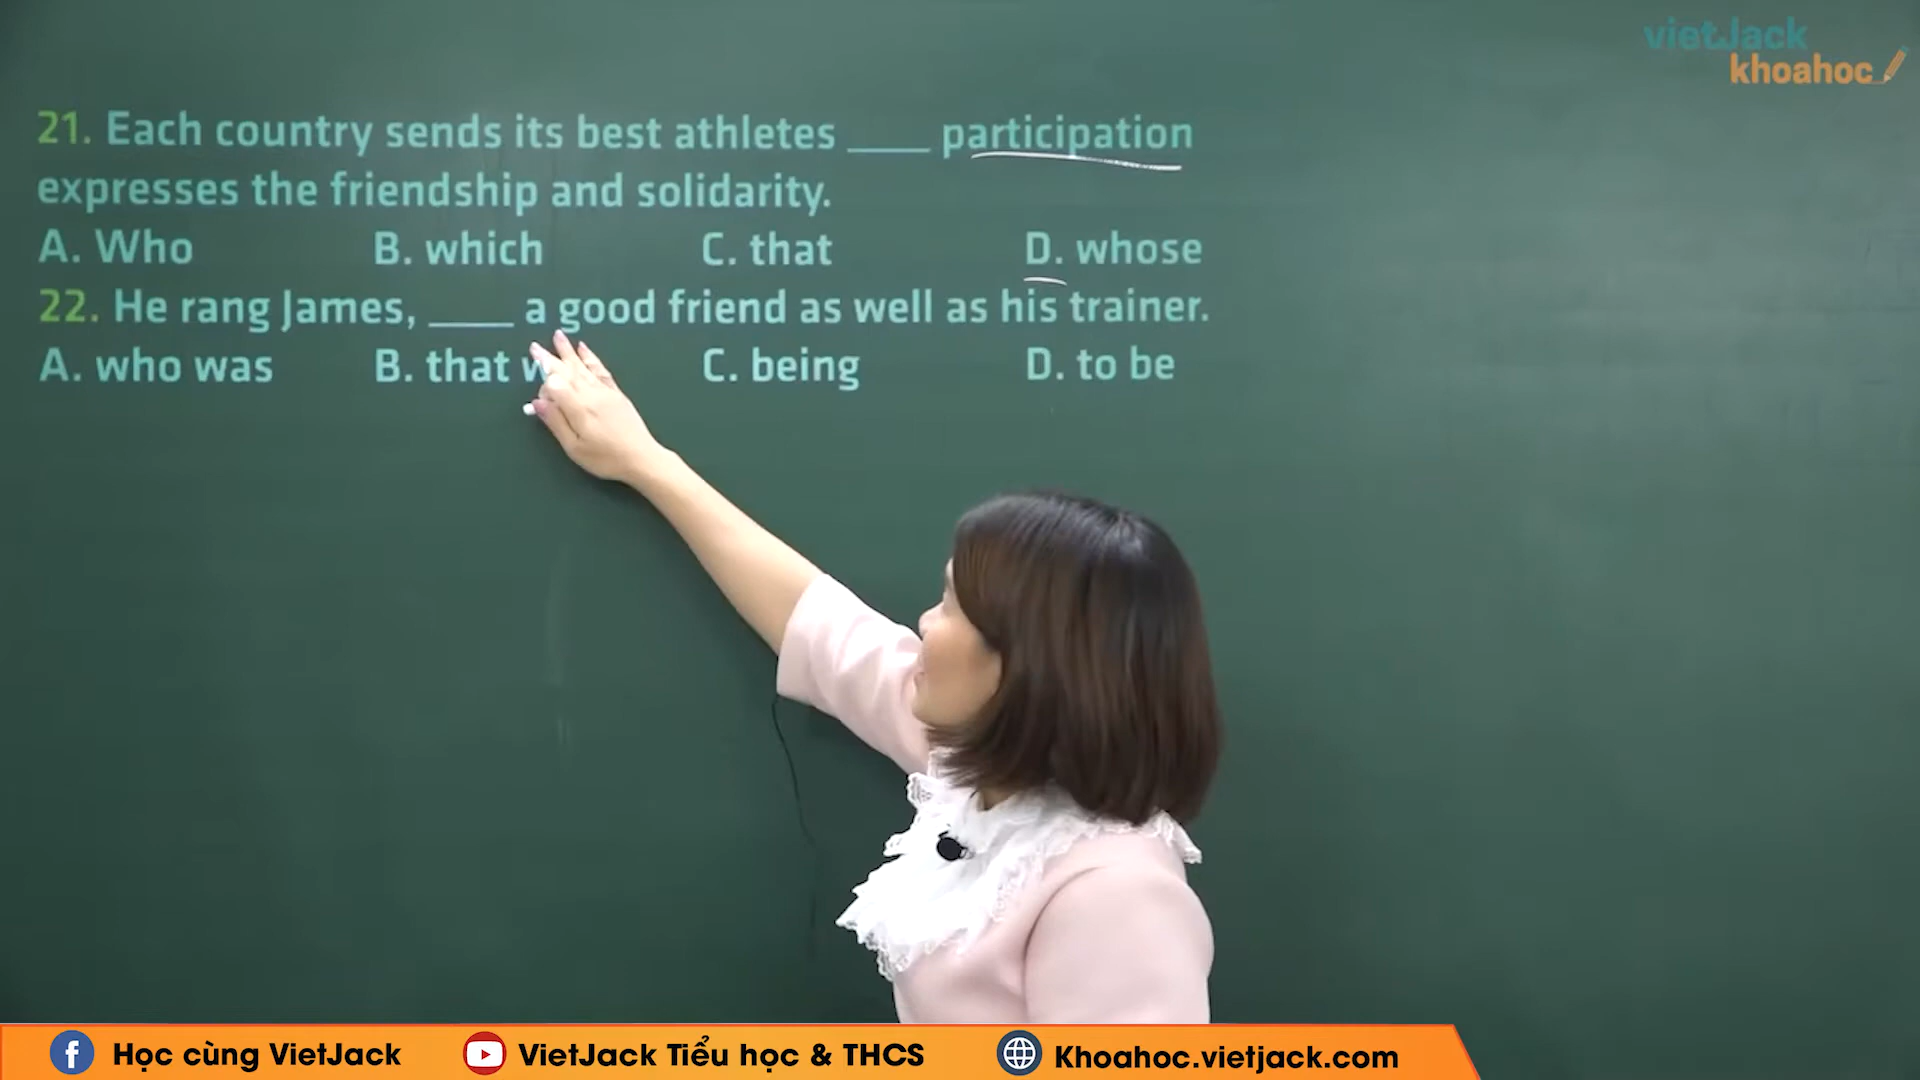 vietJack
khoahoc
21. Each country sends its best athletes ____ participation
expresses the friendship and solidarity.
A. Who B. which C. that D. whose
22. He rang James, ____ a good friend as well as his trainer.
A. who was B. that C. being D. to be
Học cùng VietJack VietJack Tiểu học & THCS Khoahoc.vietjack.com